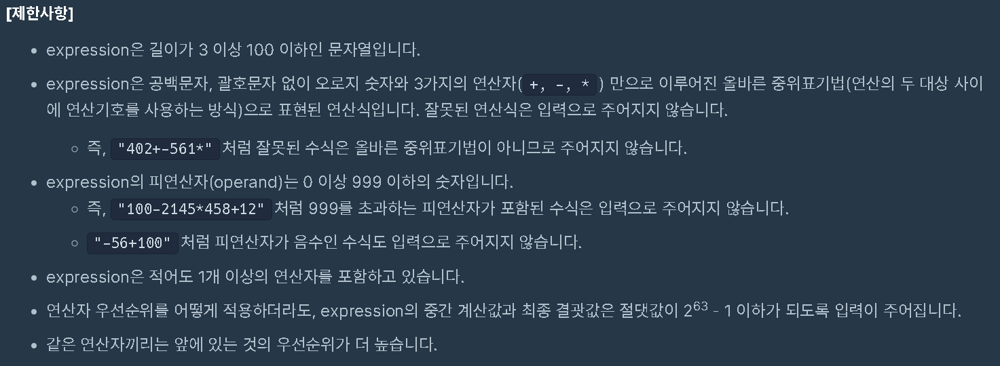 [제한사항]
• expression은 길이가 3 이상 100 이하인 문자열입니다.
• expression은 공백문자, 괄호문자 없이 오로지 숫자와 3가지의 연산자(+, -, *) 만으로 이루어진 올바른 중위표기법(연산의 두 대상 사이
에 연산기호를 사용하는 방식)으로 표현된 연산식입니다. 잘못된 연산식은 입력으로 주어지지 않습니다.
◦ 즉, "402+-561*"처럼 잘못된 수식은 올바른 중위표기법이 아니므로 주어지지 않습니다.
• expression의 피연산자(operand)는 0 이상 999 이하의 숫자입니다.
◦ 즉, "100-2145*458+12"처럼 999를 초과하는 피연산자가 포함된 수식은 입력으로 주어지지 않습니다.
◦ "-56+100"처럼 피연산자가 음수인 수식도 입력으로 주어지지 않습니다.
• expression은 적어도 1개 이상의 연산자를 포함하고 있습니다.
• 연산자 우선순위를 어떻게 적용하더라도, expression의 중간 계산값과 최종 결괏값은 절댓값이 2⁶³ - 1 이하가 되도록 입력이 주어집니다.
• 같은 연산자끼리는 앞에 있는 것의 우선순위가 더 높습니다.